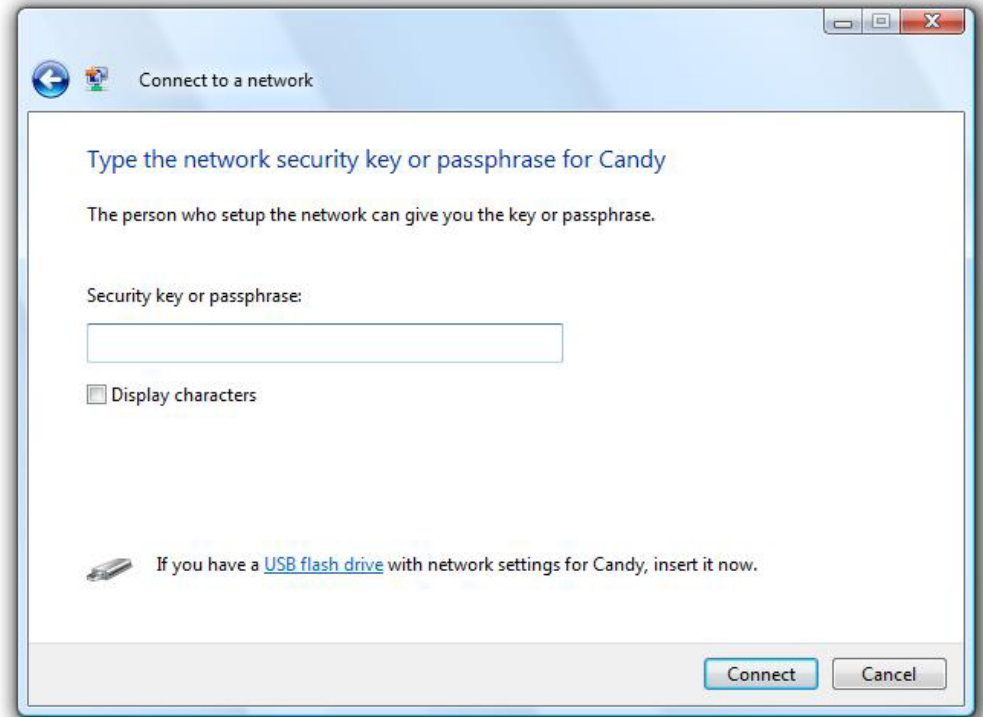 Connect to a network
Type the network security key or passphrase for Candy
The person who setup the network can give you the key or passphrase.
Security key or passphrase:
Display characters
If you have a USB flash drive with network settings for Candy, insert it now.
Connect Cancel